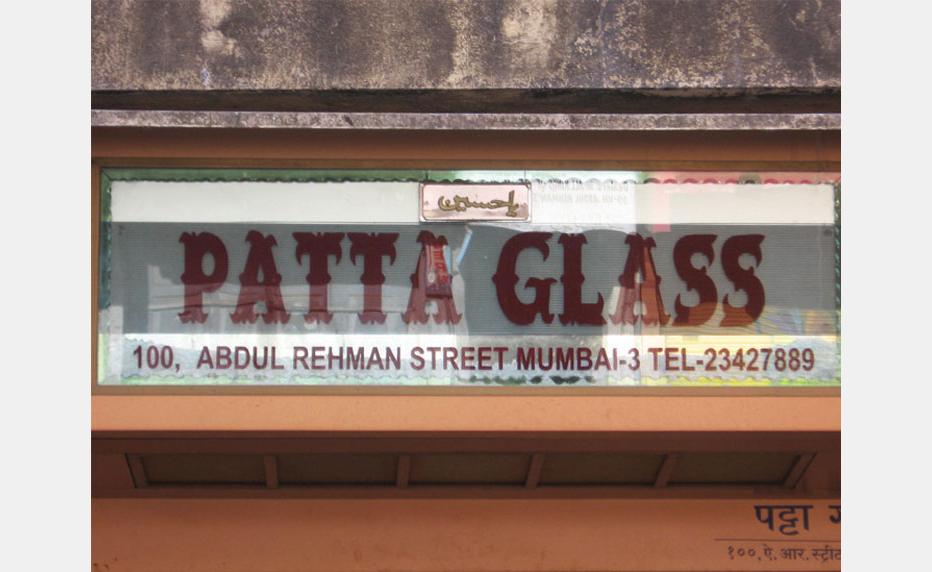 PATTA GLASS
100, ABDUL REHMAN STREET MUMBAI-3 TEL-23427889
पट्टा
१००, ऐ. आर. स्ट्रीट